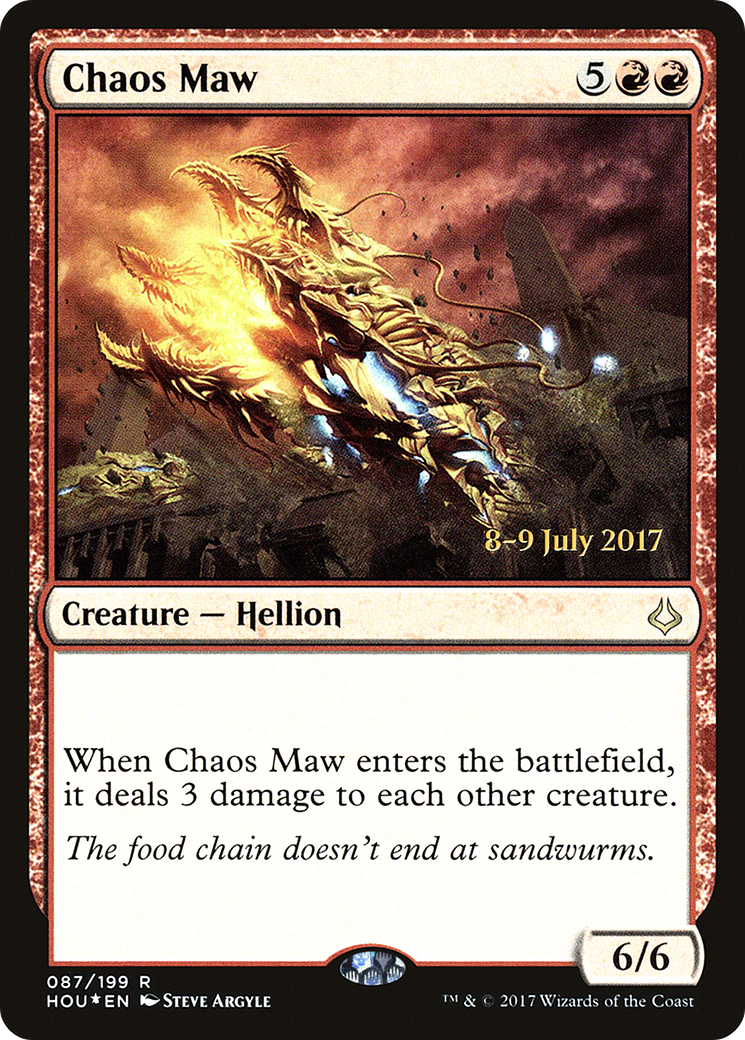 Chaos Maw 5
8–9 July 2017
Creature — Hellion
When Chaos Maw enters the battlefield,
it deals 3 damage to each other creature.
The food chain doesn't end at sandwurms.
6/6
087/199 R
HOU★EN Steve Argyle
™ & © 2017 Wizards of the Coast